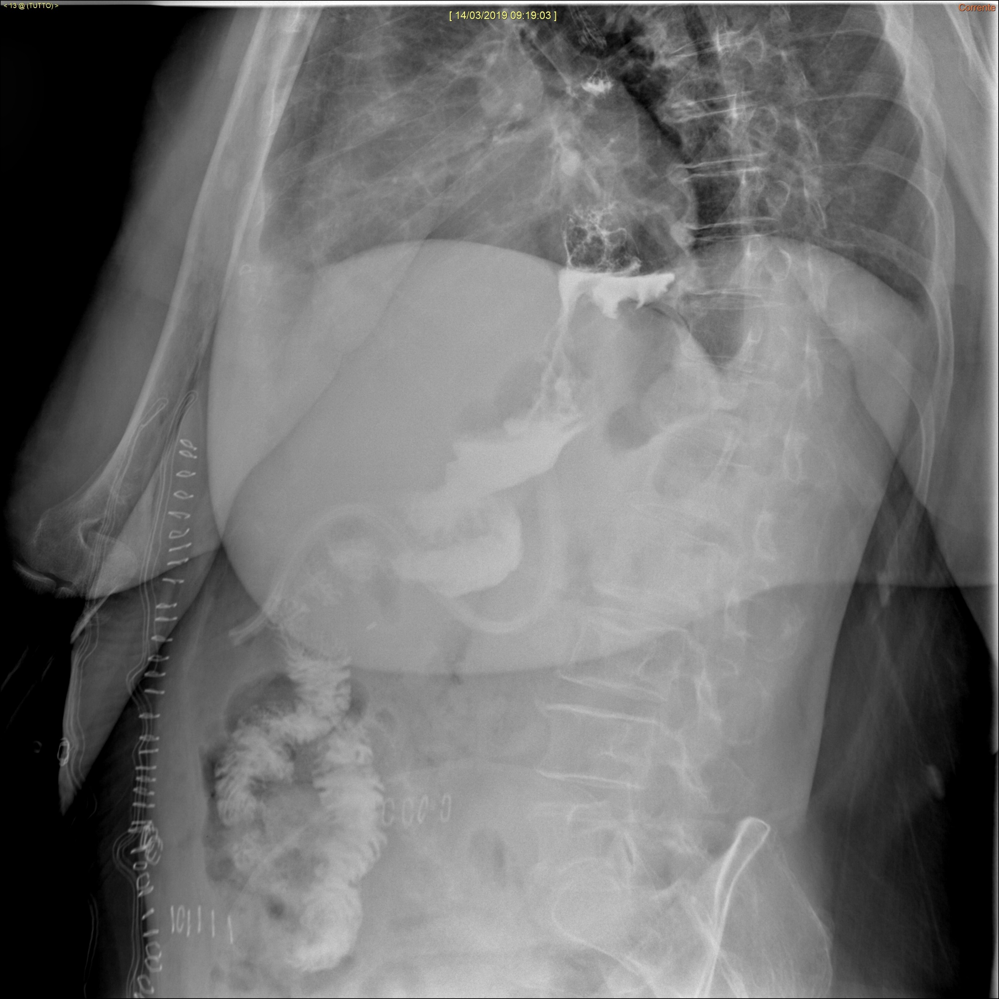 < 13 @ (TUTTO) >
[ 14/03/2019 09:19:03 ]
Corrente